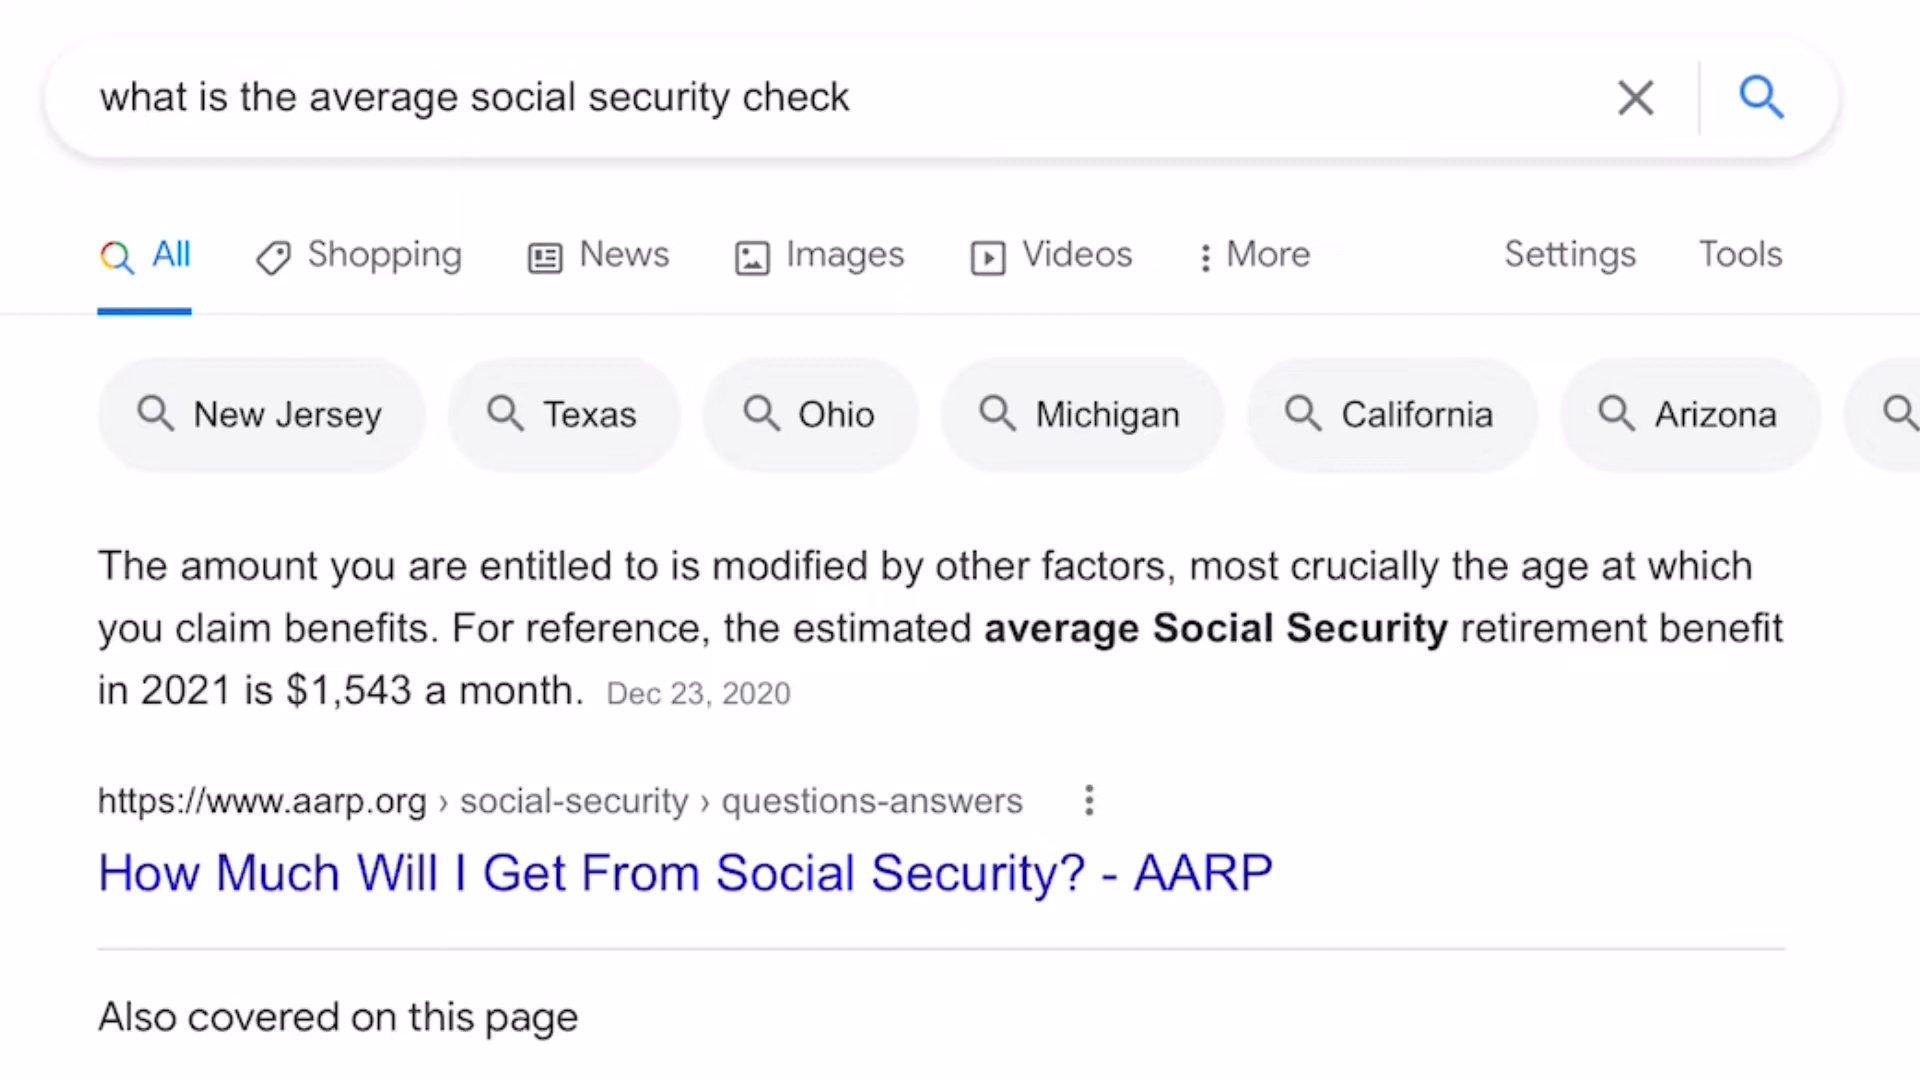 what is the average social security check
All Shopping News Images Videos More Settings Tools
New Jersey Texas Ohio Michigan California Arizona
The amount you are entitled to is modified by other factors, most crucially the age at which
you claim benefits. For reference, the estimated average Social Security retirement benefit
in 2021 is $1,543 a month. Dec 23, 2020
https://www.aarp.org › social-security › questions-answers
How Much Will I Get From Social Security? - AARP
Also covered on this page